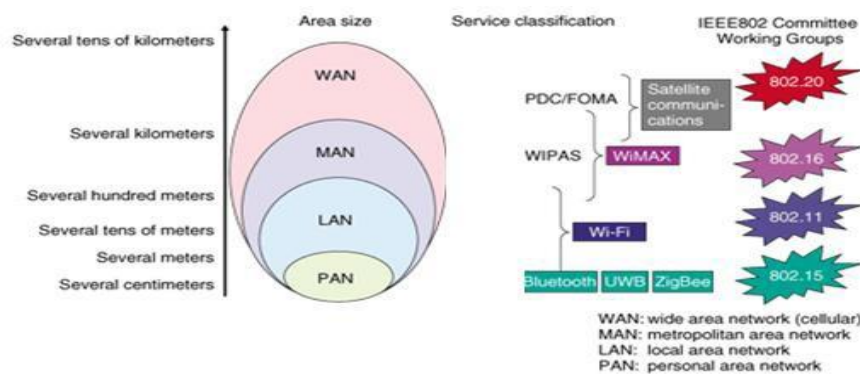 Area size
Service classification
IEEE802 Committee
Working Groups
Several tens of kilometers
Several kilometers
Several hundred meters
Several tens of meters
Several meters
Several centimeters
WAN
MAN
LAN
PAN
PDC/FOMA
Satellite
communi-
cations
WIPAS
WiMAX
Wi-Fi
Bluetooth
UWB
ZigBee
802.20
802.16
802.11
802.15
WAN: wide area network (cellular)
MAN: metropolitan area network
LAN: local area network
PAN: personal area network